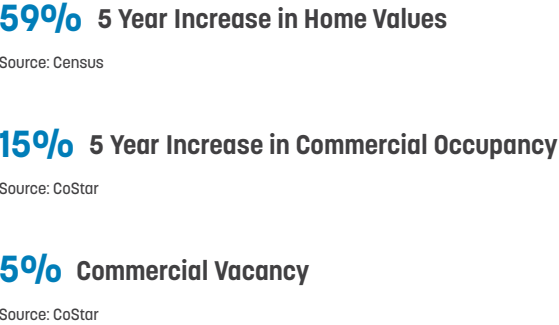 59% 5 Year Increase in Home Values
Source: Census
15% 5 Year Increase in Commercial Occupancy
Source: CoStar
5% Commercial Vacancy
Source: CoStar